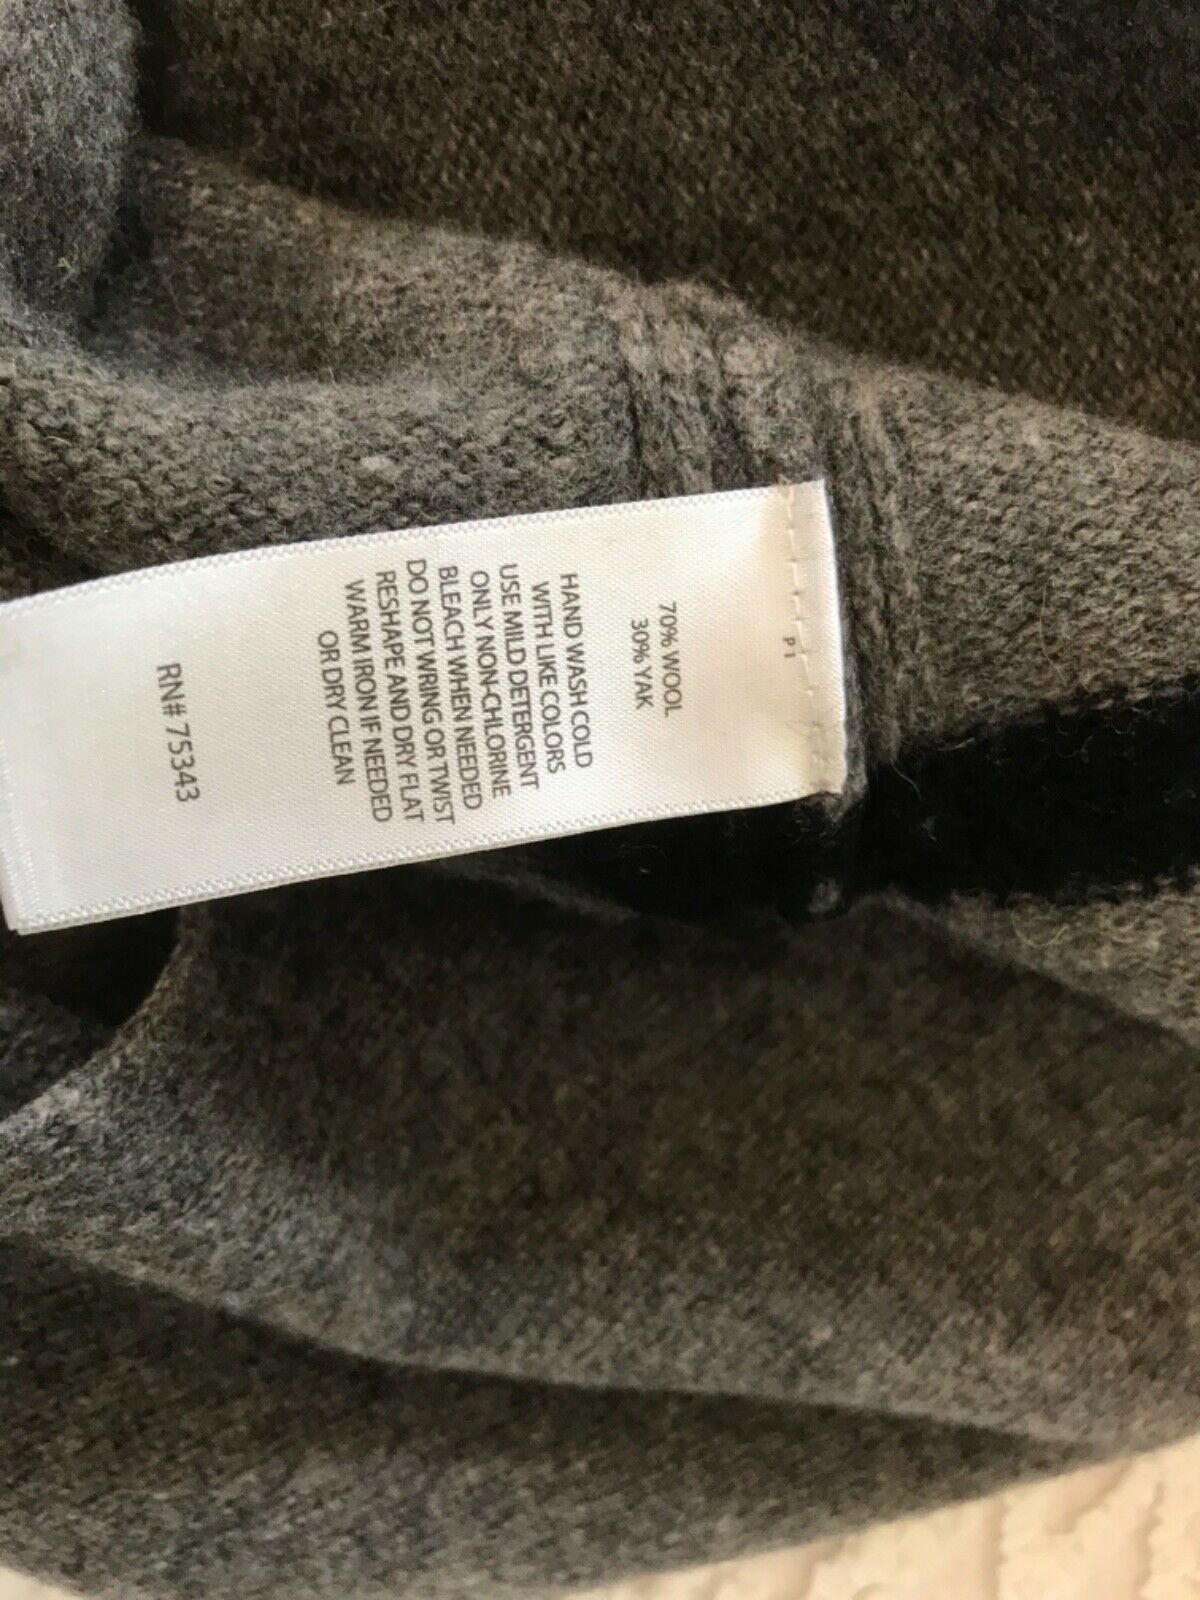 P1
70% WOOL
30% YAK
HAND WASH COLD
WITH LIKE COLORS
USE MILD DETERGENT
ONLY NON-CHLORINE
BLEACH WHEN NEEDED
DO NOT WRING OR TWIST
RESHAPE AND DRY FLAT
WARM IRON IF NEEDED
OR DRY CLEAN
RN# 75343